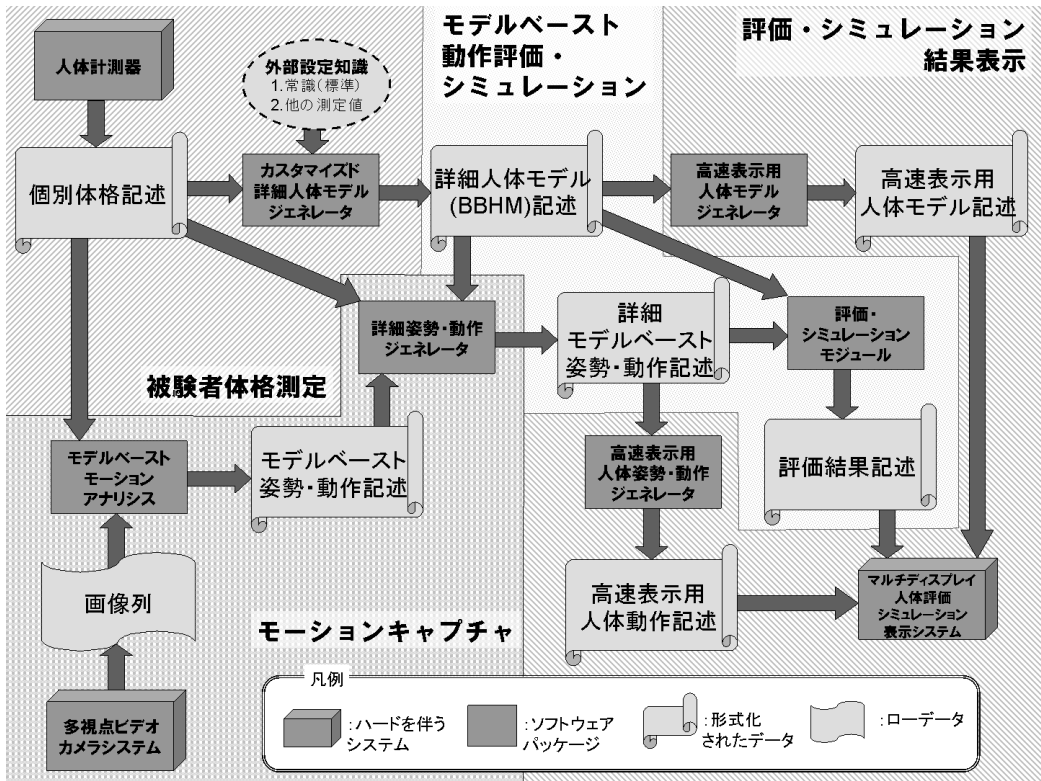 モデルベースト
動作評価・
シミュレーション
評価・シミュレーション
結果表示
人体計測器
外部設定知識
1.常識(標準)
2.他の測定値
個別体格記述
カスタマイズド
詳細人体モデル
ジェネレータ
詳細人体モデル
(BBHM)記述
高速表示用
人体モデル
ジェネレータ
高速表示用
人体モデル記述
詳細姿勢・動作
ジェネレータ
詳細
モデルベースト
姿勢・動作記述
評価・
シミュレーション
モジュール
被験者体格測定
モデルベースト
モーション
アナリシス
モデルベースト
姿勢・動作記述
高速表示用
人体姿勢・動作
ジェネレータ
評価結果記述
画像列
高速表示用
人体動作記述
マルチディスプレイ
人体評価
シミュレーション
表示システム
モーションキャプチャ
多視点ビデオ
カメラシステム
凡例
:ハードを伴う
システム
:ソフトウェア
パッケージ
:形式化
されたデータ
:ローデータ